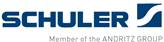 SCHULER
Member of the ANDRITZ GROUP